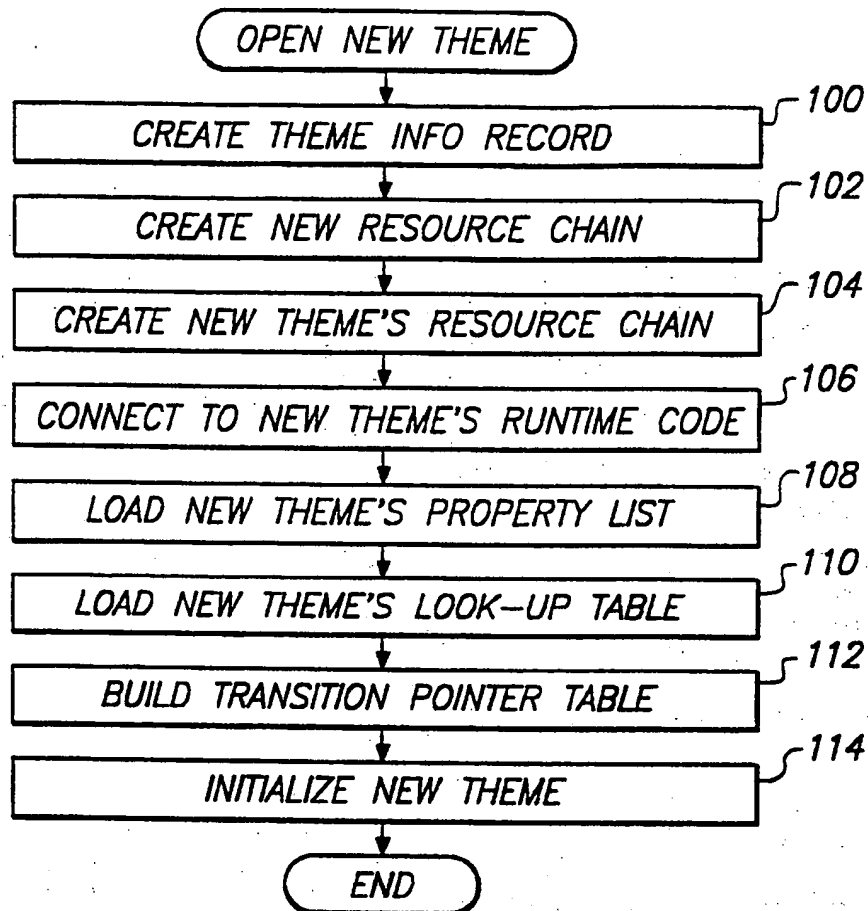 OPEN NEW THEME
100
CREATE THEME INFO RECORD
102
CREATE NEW RESOURCE CHAIN
104
CREATE NEW THEME'S RESOURCE CHAIN
106
CONNECT TO NEW THEME'S RUNTIME CODE
108
LOAD NEW THEME'S PROPERTY LIST
110
LOAD NEW THEME'S LOOK-UP TABLE
112
BUILD TRANSITION POINTER TABLE
114
INITIALIZE NEW THEME
END